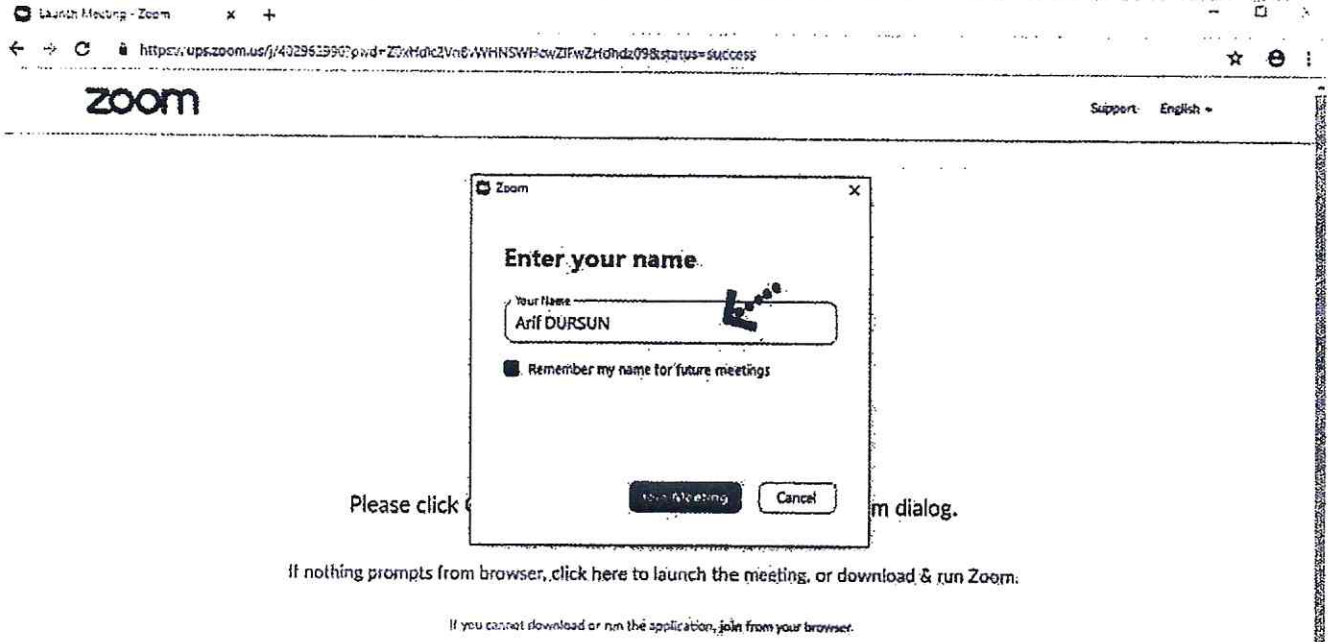 Launch Meeting - Zoom
zoom
Support English
Zoom
Enter your name
Your Name
Arif DURSUN
Remember my name for future meetings
Join Meeting Cancel
Please click m dialog.
If nothing prompts from browser, click here to launch the meeting, or download & run Zoom.
If you cannot download or run the application, join from your browser.